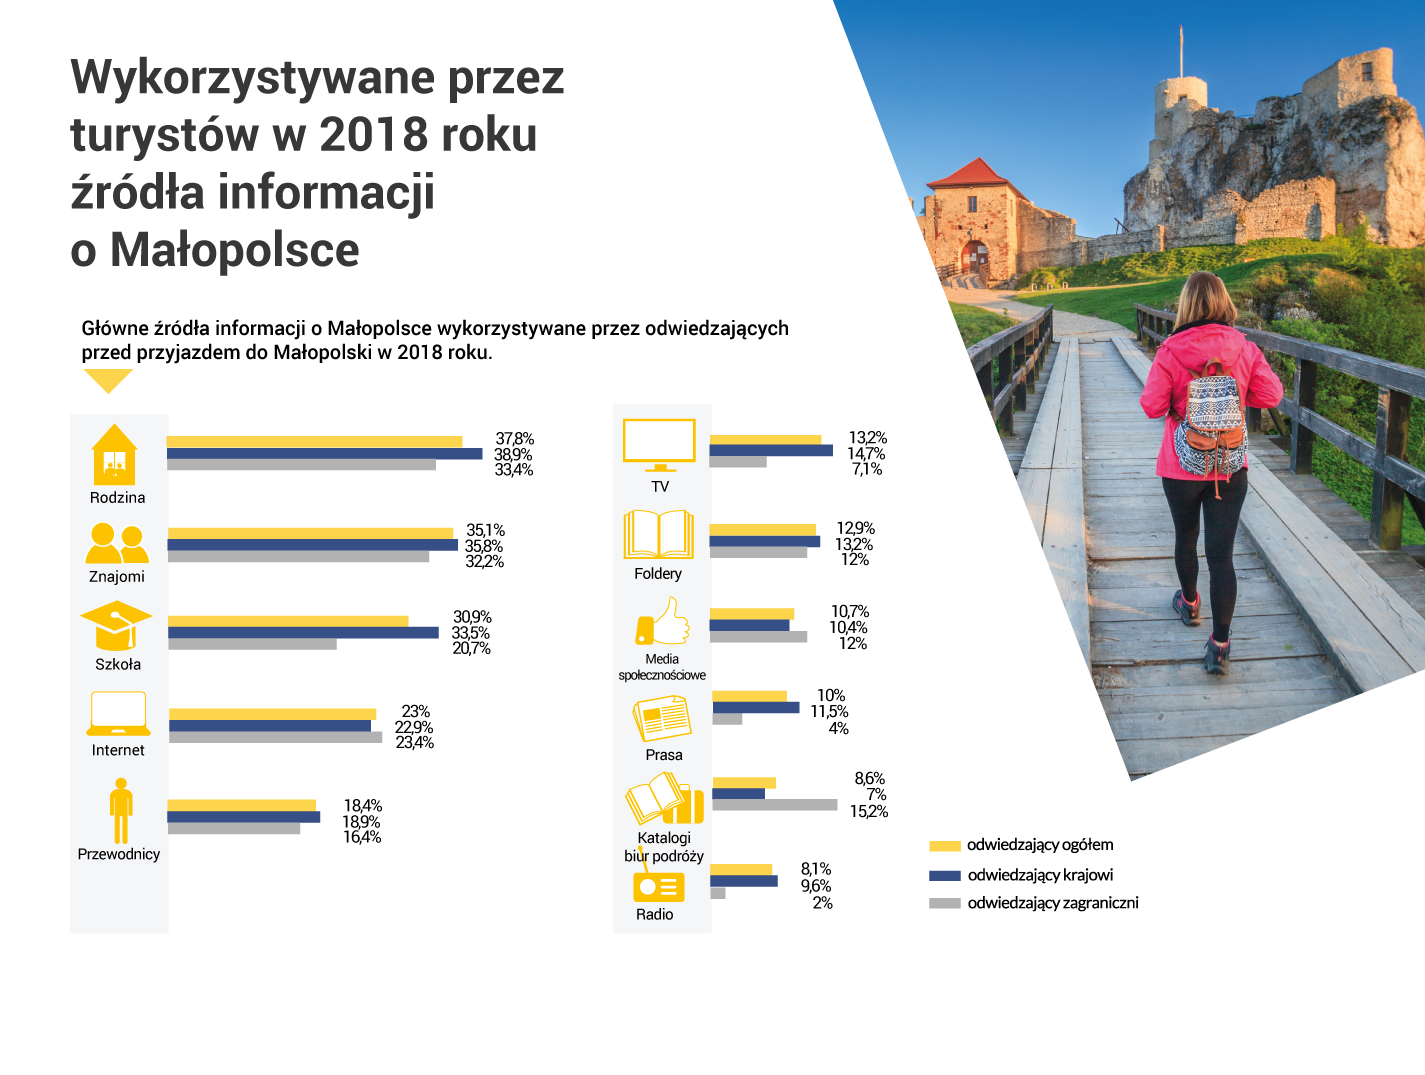 Wykorzystywane przez
turystów w 2018 roku
źródła informacji
o Małopolsce
Główne źródła informacji o Małopolsce wykorzystywane przez odwiedzających
przed przyjazdem do Małopolski w 2018 roku.
Rodzina
37,8%
38,9%
33,4%
Znajomi
35,1%
35,8%
32,2%
Szkoła
30,9%
33,5%
20,7%
Internet
23%
22,9%
23,4%
Przewodnicy
18,4%
18,9%
16,4%
TV
13,2%
14,7%
7,1%
Foldery
12,9%
13,2%
12%
Media
społecznościowe
10,7%
10,4%
12%
Prasa
10%
11,5%
4%
Katalogi
biur podróży
8,6%
7%
15,2%
Radio
8,1%
9,6%
2%
odwiedzający ogółem
odwiedzający krajowi
odwiedzający zagraniczni